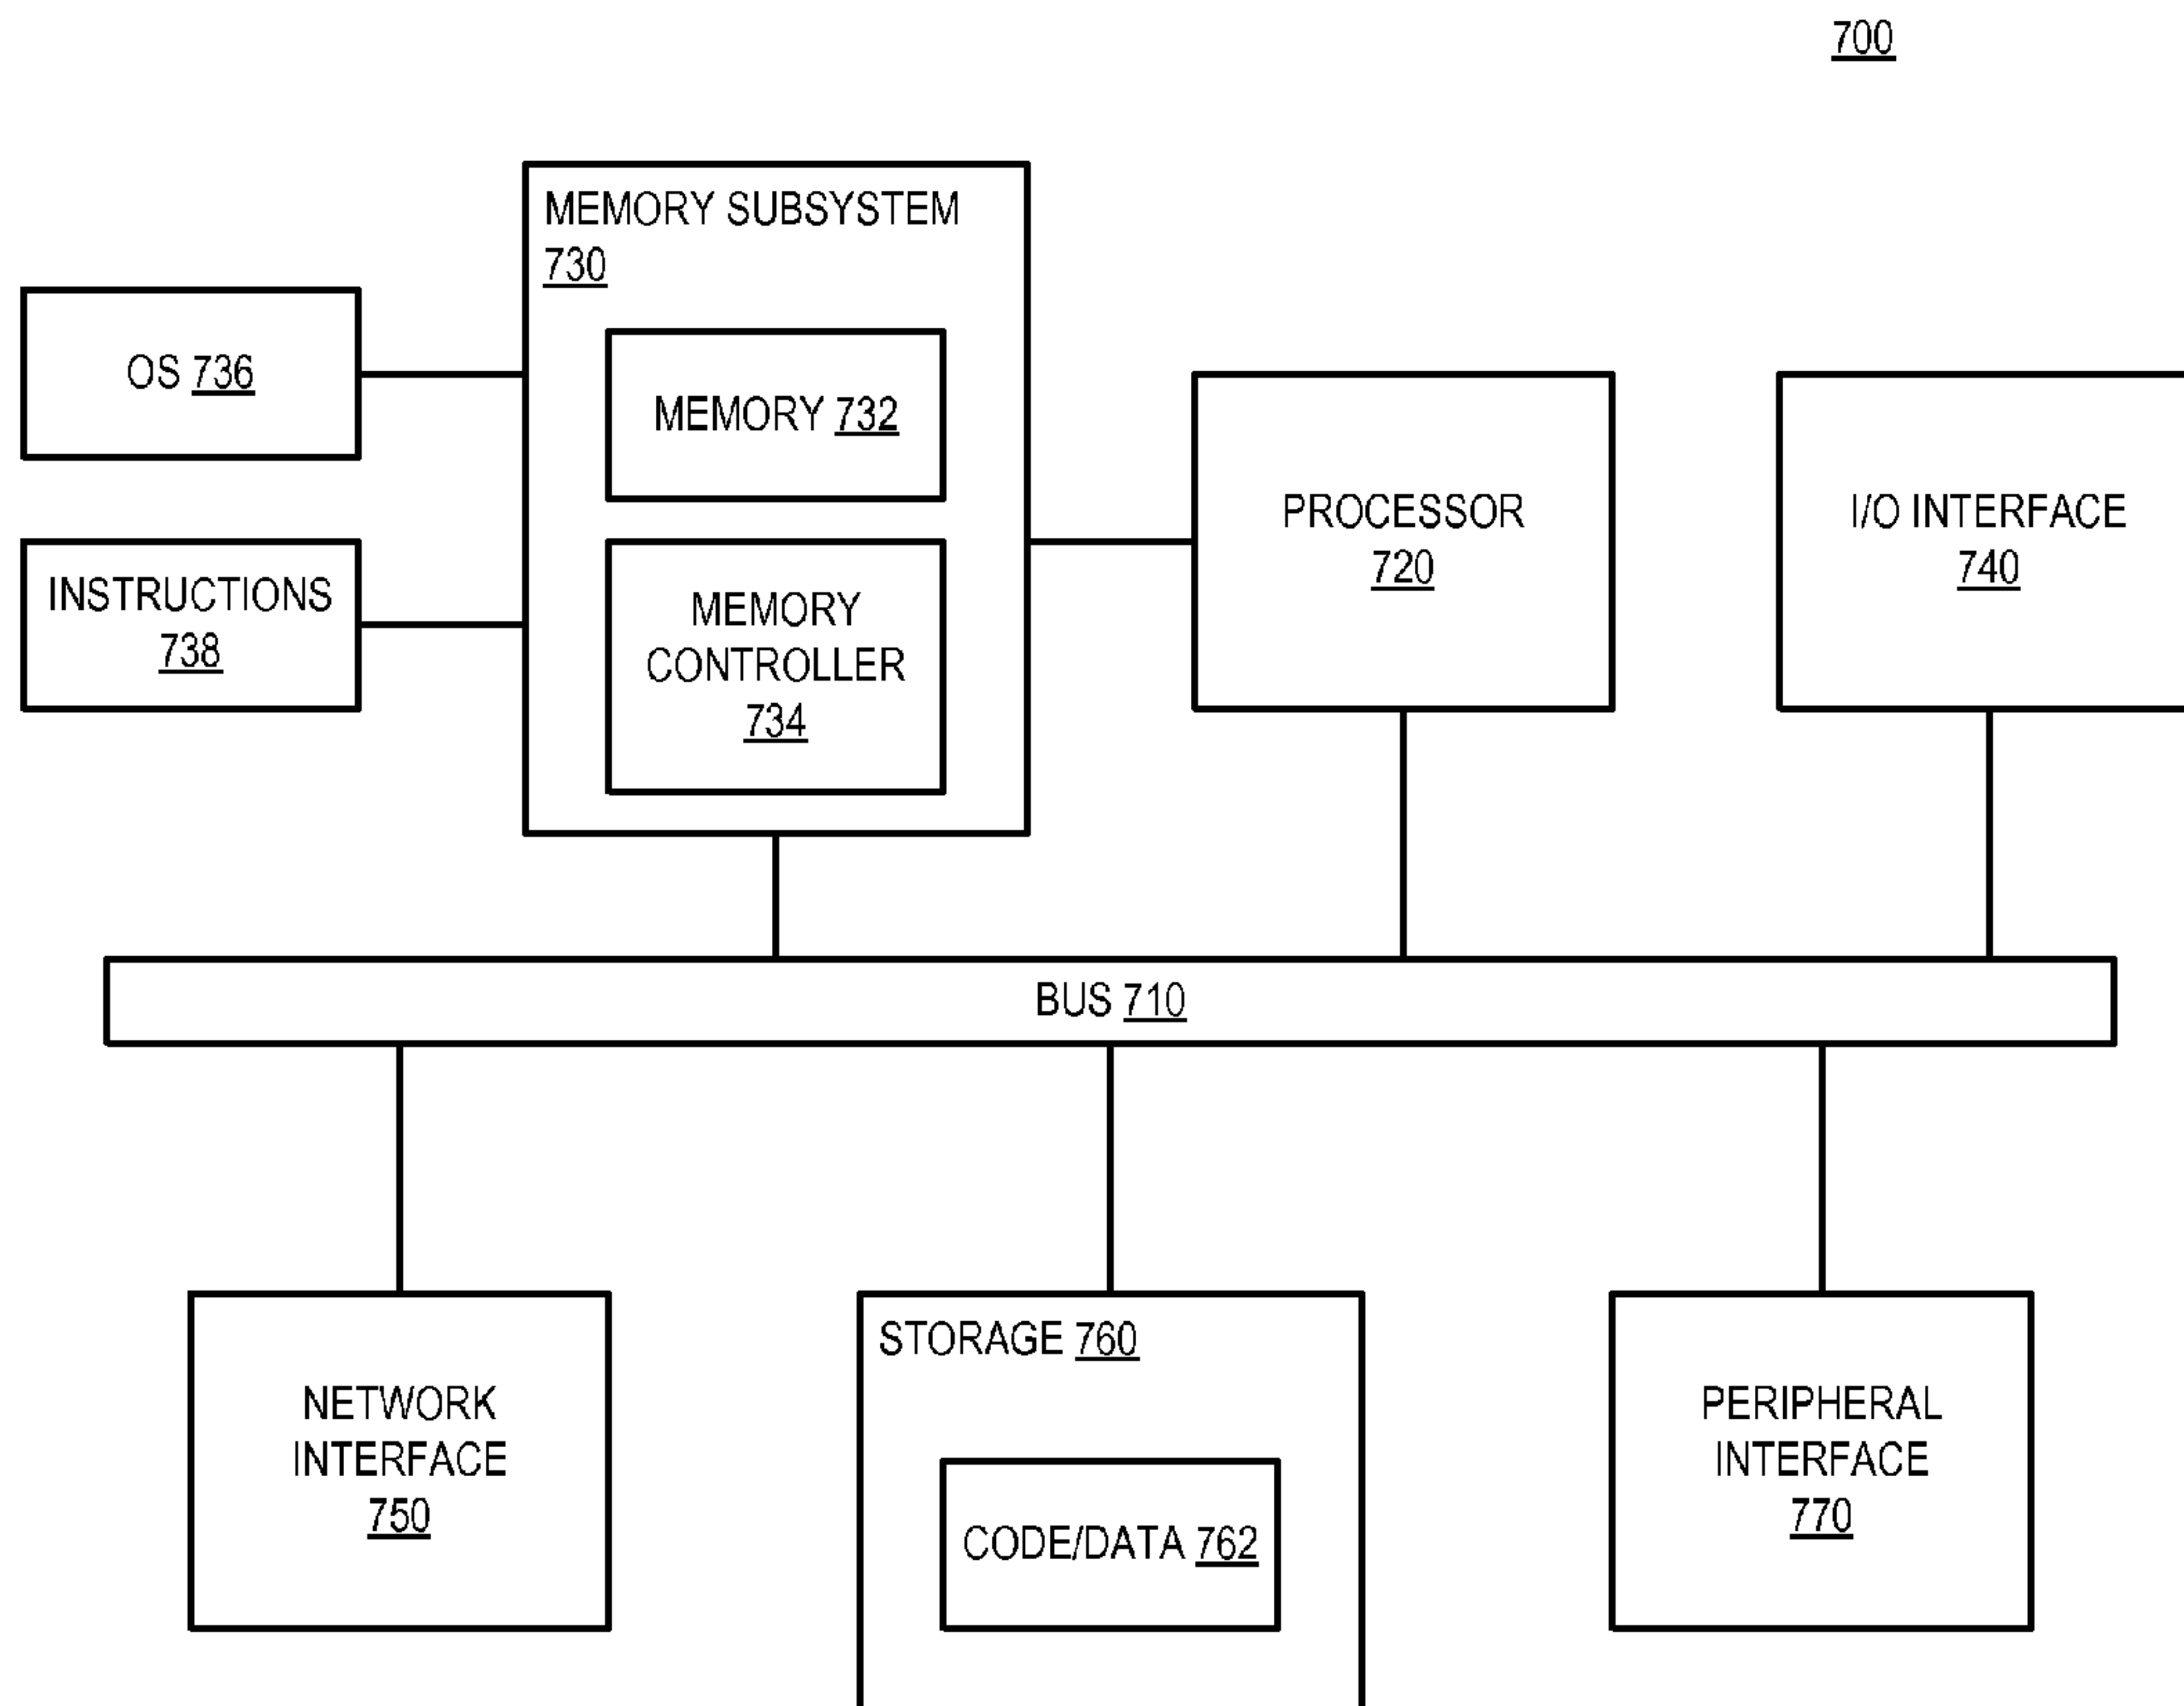 700
MEMORY SUBSYSTEM
730
OS 736
MEMORY 732
INSTRUCTIONS
738
MEMORY
CONTROLLER
734
PROCESSOR
720
I/O INTERFACE
740
BUS 710
NETWORK
INTERFACE
750
STORAGE 760
CODE/DATA 762
PERIPHERAL
INTERFACE
770